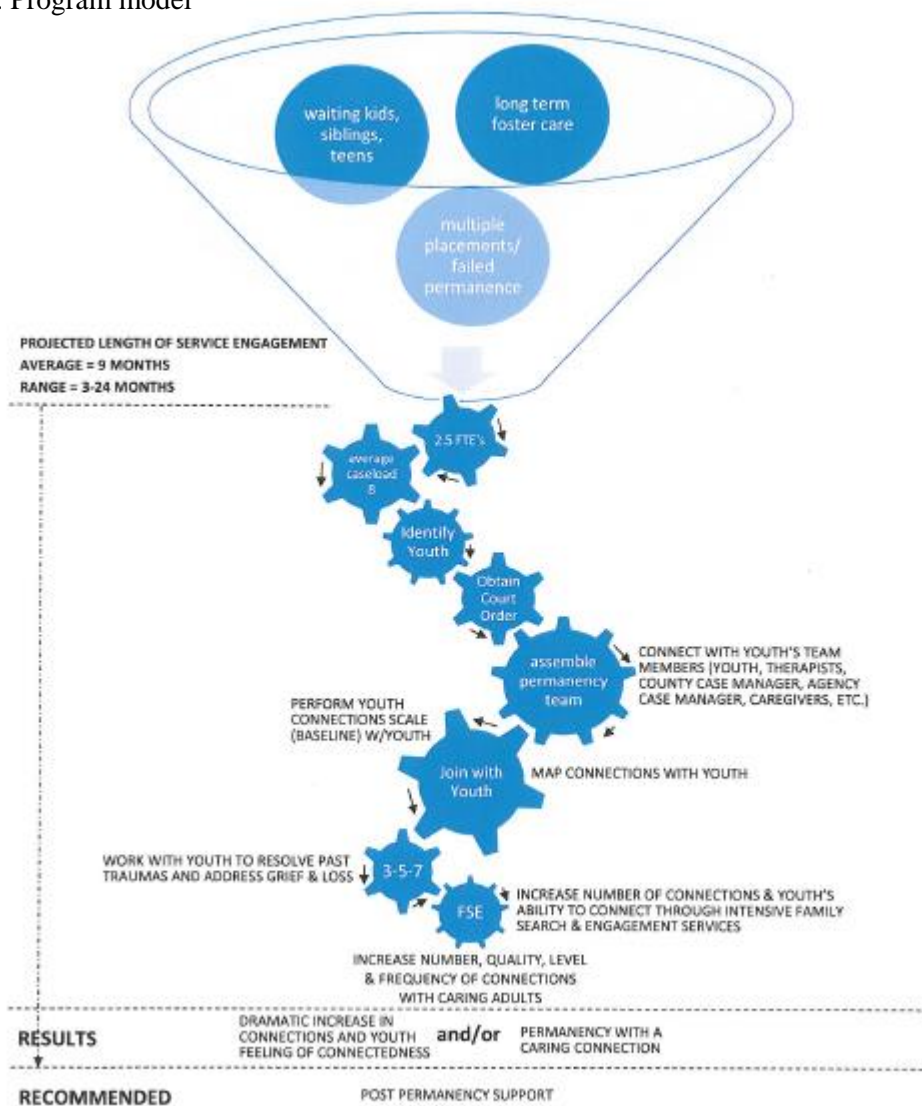 . Program model
waiting kids,
siblings,
teens
long term
foster care
multiple
placements/
failed
permanence
PROJECTED LENGTH OF SERVICE ENGAGEMENT
AVERAGE = 9 MONTHS
RANGE = 3-24 MONTHS
2.5 FTE's
average
caseload
8
Identify
Youth
Obtain
Court
Order
assemble
permanency
team
CONNECT WITH YOUTH'S TEAM
MEMBERS (YOUTH, THERAPISTS,
COUNTY CASE MANAGER, AGENCY
CASE MANAGER, CAREGIVERS, ETC.)
PERFORM YOUTH
CONNECTIONS SCALE
(BASELINE) W/YOUTH
Join with
Youth
MAP CONNECTIONS WITH YOUTH
WORK WITH YOUTH TO RESOLVE PAST
TRAUMAS AND ADDRESS GRIEF & LOSS
3-5-7
FSE
INCREASE NUMBER OF CONNECTIONS & YOUTH'S
ABILITY TO CONNECT THROUGH INTENSIVE FAMILY
SEARCH & ENGAGEMENT SERVICES
INCREASE NUMBER, QUALITY, LEVEL
& FREQUENCY OF CONNECTIONS
WITH CARING ADULTS
RESULTS
DRAMATIC INCREASE IN
CONNECTIONS AND YOUTH
FEELING OF CONNECTEDNESS
and/or
PERMANENCY WITH A
CARING CONNECTION
RECOMMENDED
POST PERMANENCY SUPPORT